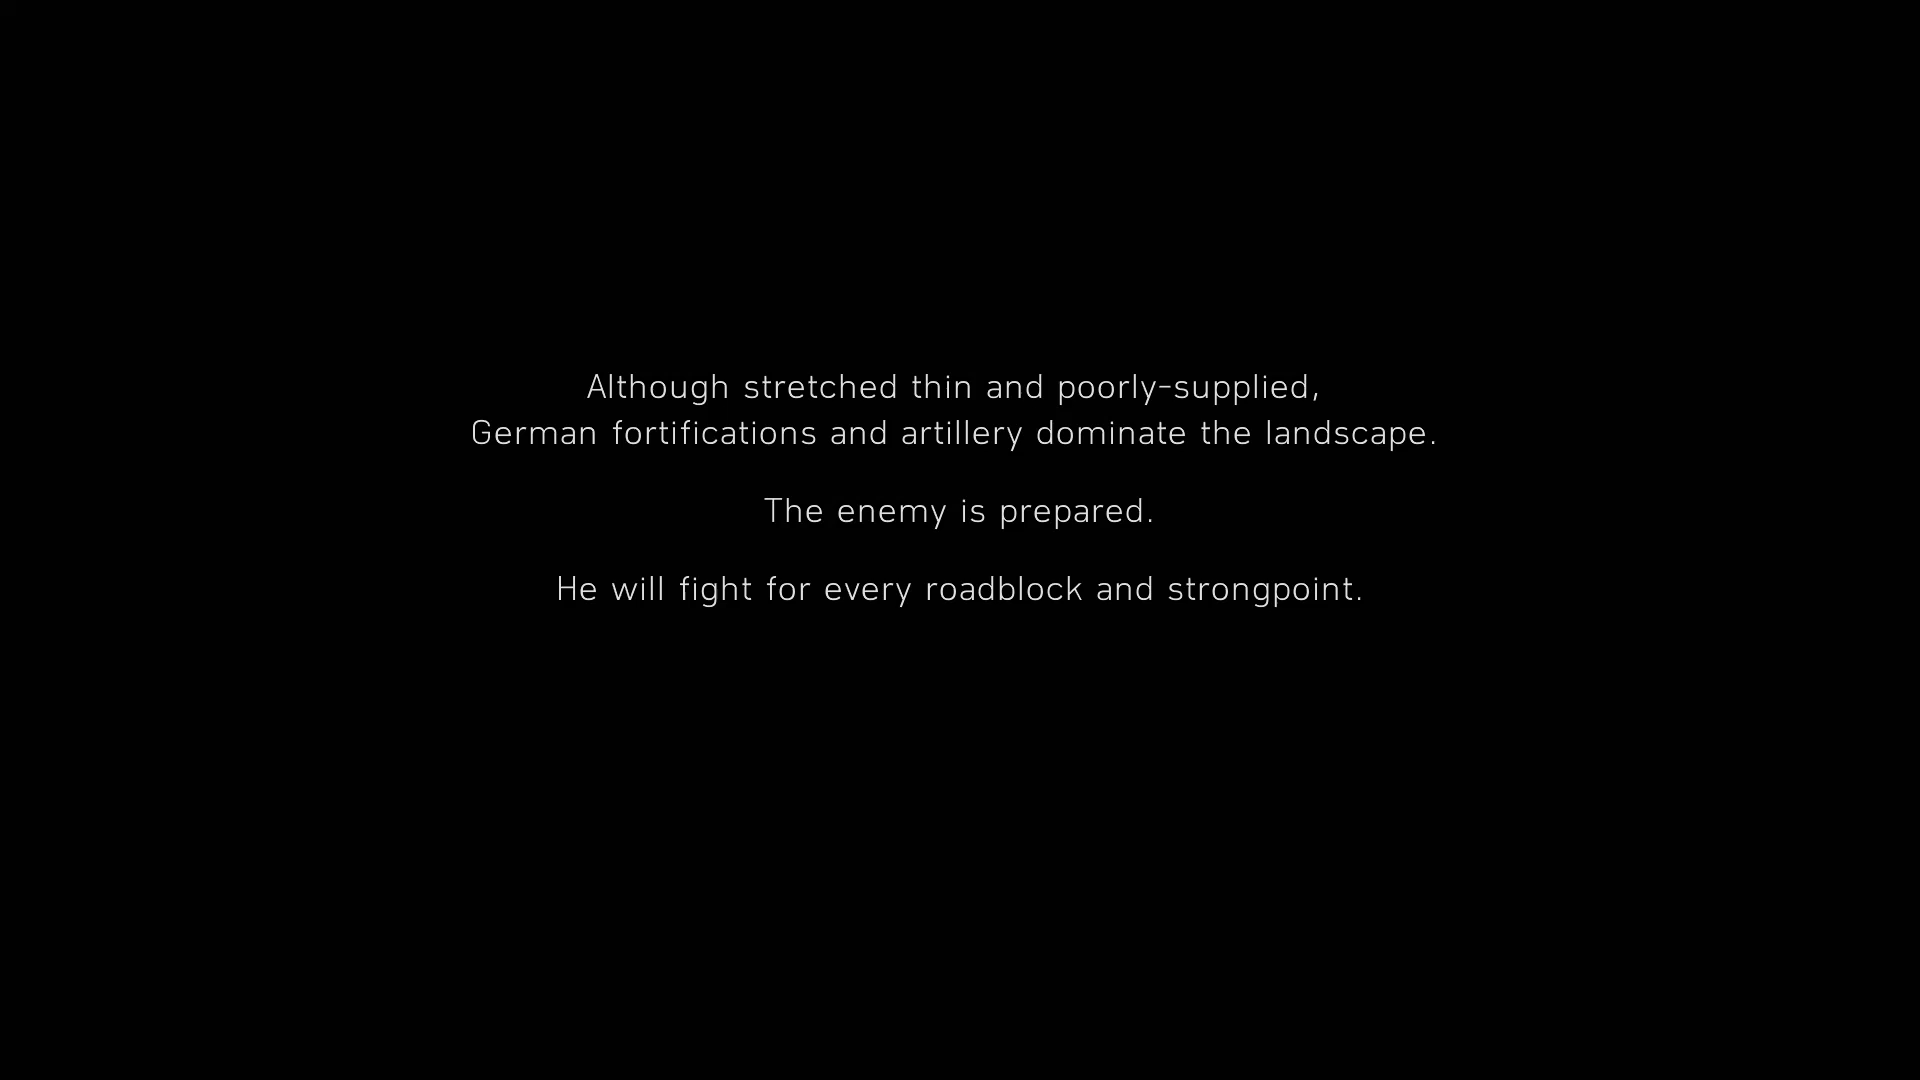 Although stretched thin and poorly-supplied,
German fortifications and artillery dominate the landscape.
The enemy is prepared.
He will fight for every roadblock and strongpoint.